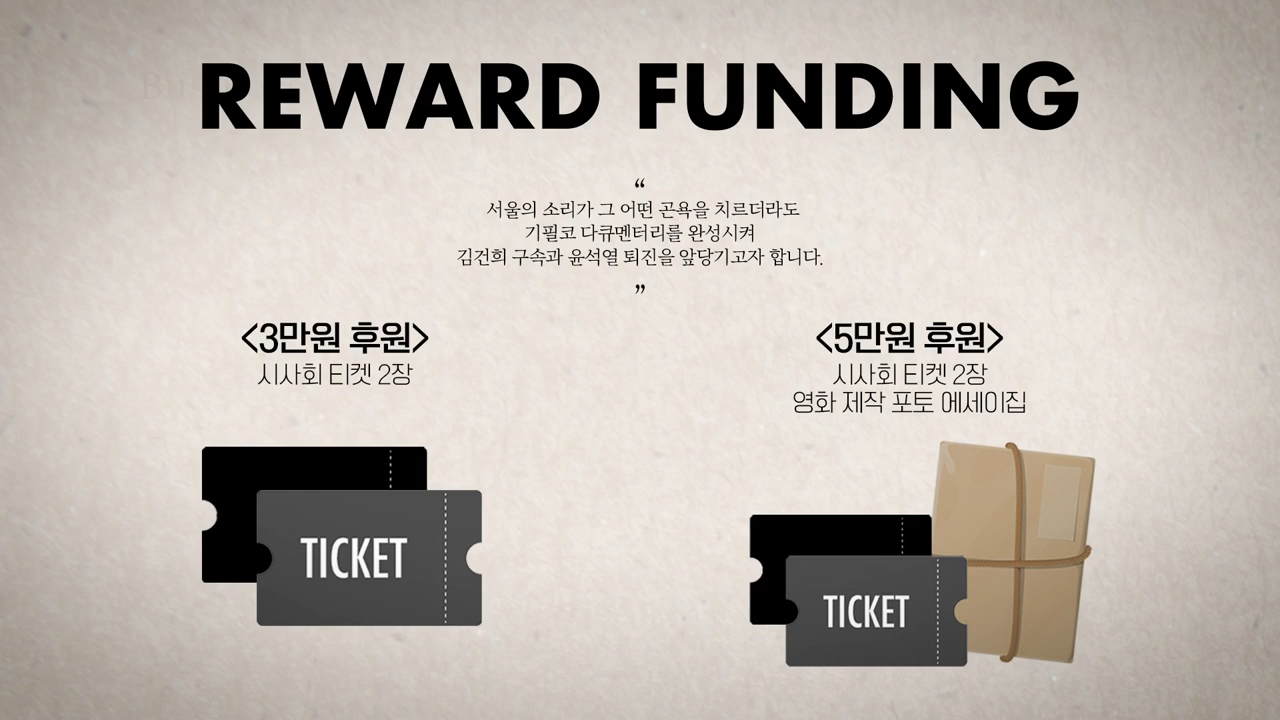 REWARD FUNDING
“
서울의 소리가 그 어떤 곤욕을 치르더라도
기필코 다큐멘터리를 완성시켜
김건희 구속과 윤석열 퇴진을 앞당기고자 합니다.
”
<3만원 후원>
시사회 티켓 2장
<5만원 후원>
시사회 티켓 2장
영화 제작 포토 에세이집
TICKET
TICKET